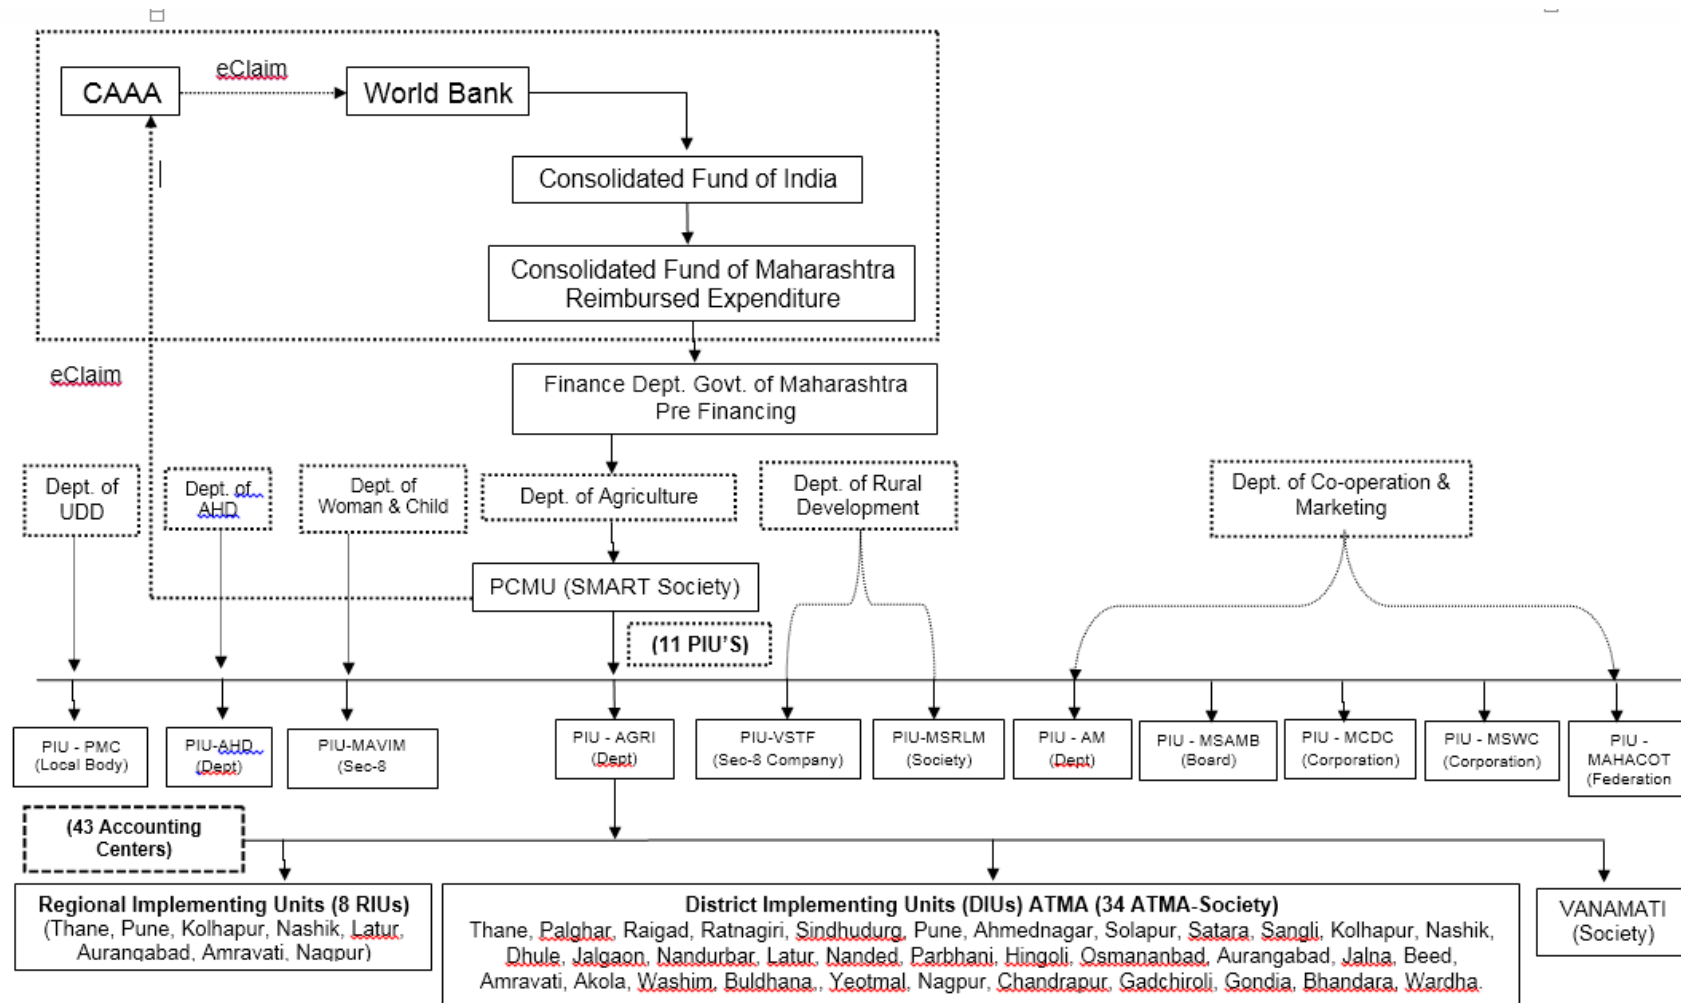 eClaim
CAAA
World Bank
Consolidated Fund of India
Consolidated Fund of Maharashtra
Reimbursed Expenditure
eClaim
Finance Dept. Govt. of Maharashtra
Pre Financing
Dept. of
UDD
Dept. of
AHD
Dept. of
Woman & Child
Dept. of Agriculture
Dept. of Rural
Development
Dept. of Co-operation &
Marketing
PCMU (SMART Society)
(11 PIU'S)
PIU - PMC
(Local Body)
PIU-AHD
(Dept)
PIU-MAVIM
(Sec-8
PIU - AGRI
(Dept)
PIU-VSTF
(Sec-8 Company)
PIU-MSRLM
(Society)
PIU - AM
(Dept)
PIU - MSAMB
(Board)
PIU - MCDC
(Corporation)
PIU - MSWC
(Corporation)
PIU -
MAHACOT
(Federation
(43 Accounting
Centers)
Regional Implementing Units (8 RIUs)
(Thane, Pune, Kolhapur, Nashik, Latur,
Aurangabad, Amravati, Nagpur)
District Implementing Units (DIUs) ATMA (34 ATMA-Society)
Thane, Palghar, Raigad, Ratnagiri, Sindhudurg, Pune, Ahmednagar, Solapur, Satara, Sangli, Kolhapur, Nashik,
Dhule, Jalgaon, Nandurbar, Latur, Nanded, Parbhani, Hingoli, Osmananbad, Aurangabad, Jalna, Beed,
Amravati, Akola, Washim, Buldhana,, Yeotmal, Nagpur, Chandrapur, Gadchiroli, Gondia, Bhandara, Wardha.
VANAMATI
(Society)